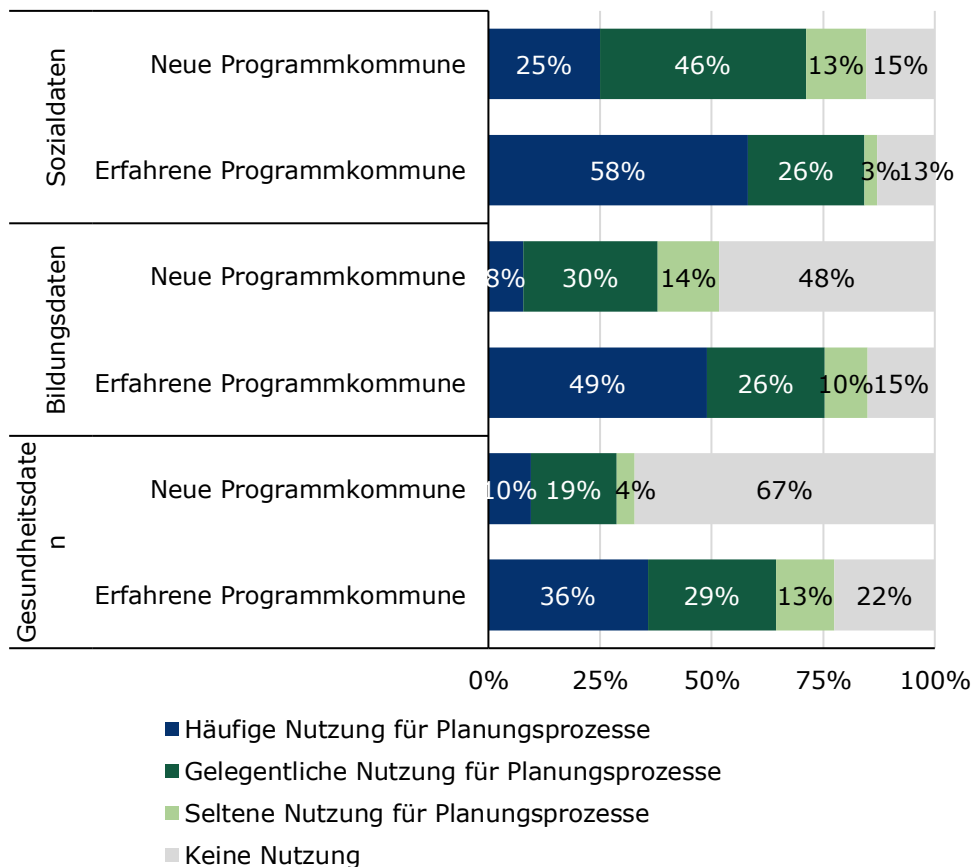 Sozialdaten
Neue Programmkommune
25%
46%
13%
15%
Erfahrene Programmkommune
58%
26%
3%
13%
Bildungsdaten
Neue Programmkommune
8%
30%
14%
48%
Erfahrene Programmkommune
49%
26%
10%
15%
Gesundheitsdate
n
Neue Programmkommune
10%
19%
4%
67%
Erfahrene Programmkommune
36%
29%
13%
22%
0%
25%
50%
75%
100%
Häufige Nutzung für Planungsprozesse
Gelegentliche Nutzung für Planungsprozesse
Seltene Nutzung für Planungsprozesse
Keine Nutzung